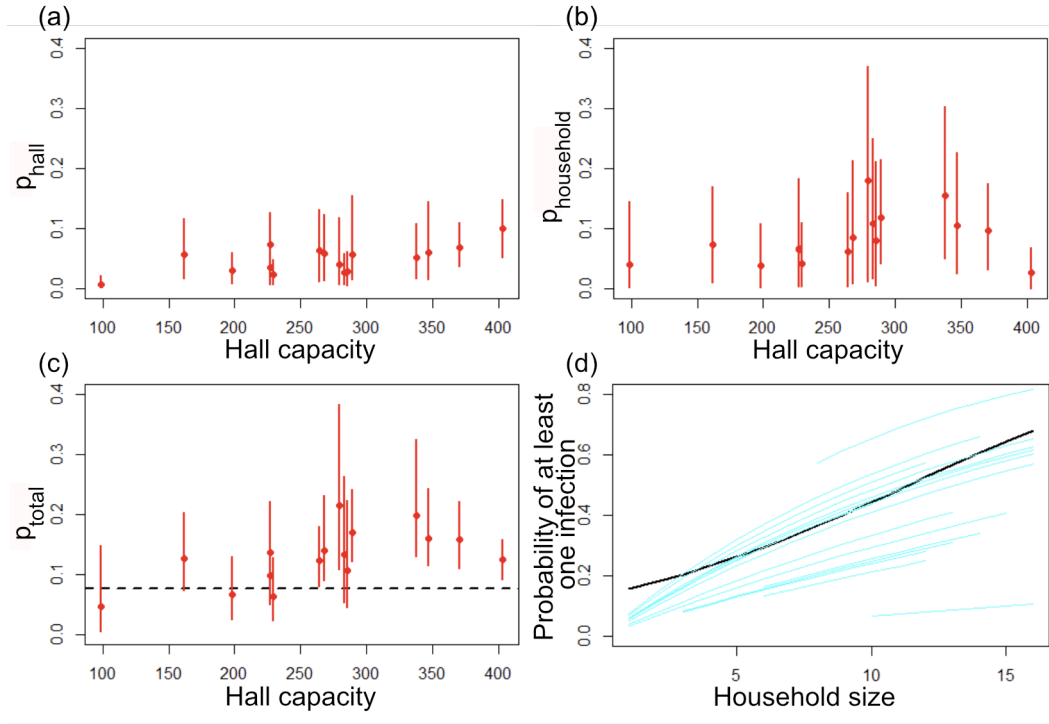 (a)
0.4
0.3
0.2
0.1
0.0
p_hall
100 150 200 250 300 350 400
Hall capacity
(b)
0.4
0.3
0.2
0.1
0.0
p_household
100 150 200 250 300 350 400
Hall capacity
(c)
0.4
0.3
0.2
0.1
0.0
p_total
100 150 200 250 300 350 400
Hall capacity
(d)
0.8
0.6
0.4
0.2
0.0
Probability of at least
one infection
5 10 15
Household size